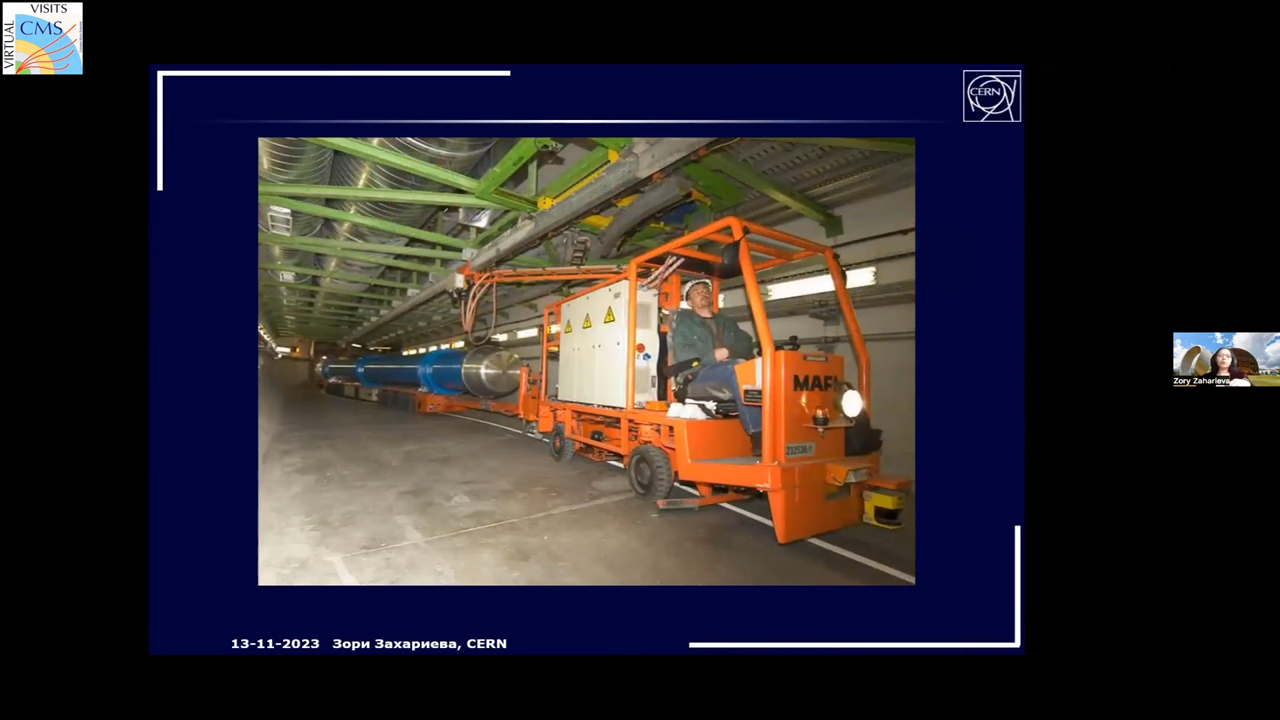 VISITS
CMS
VIRTUAL
CERN
MAFI
13-11-2023 Зори Захариева, CERN
Zory Zaharieva